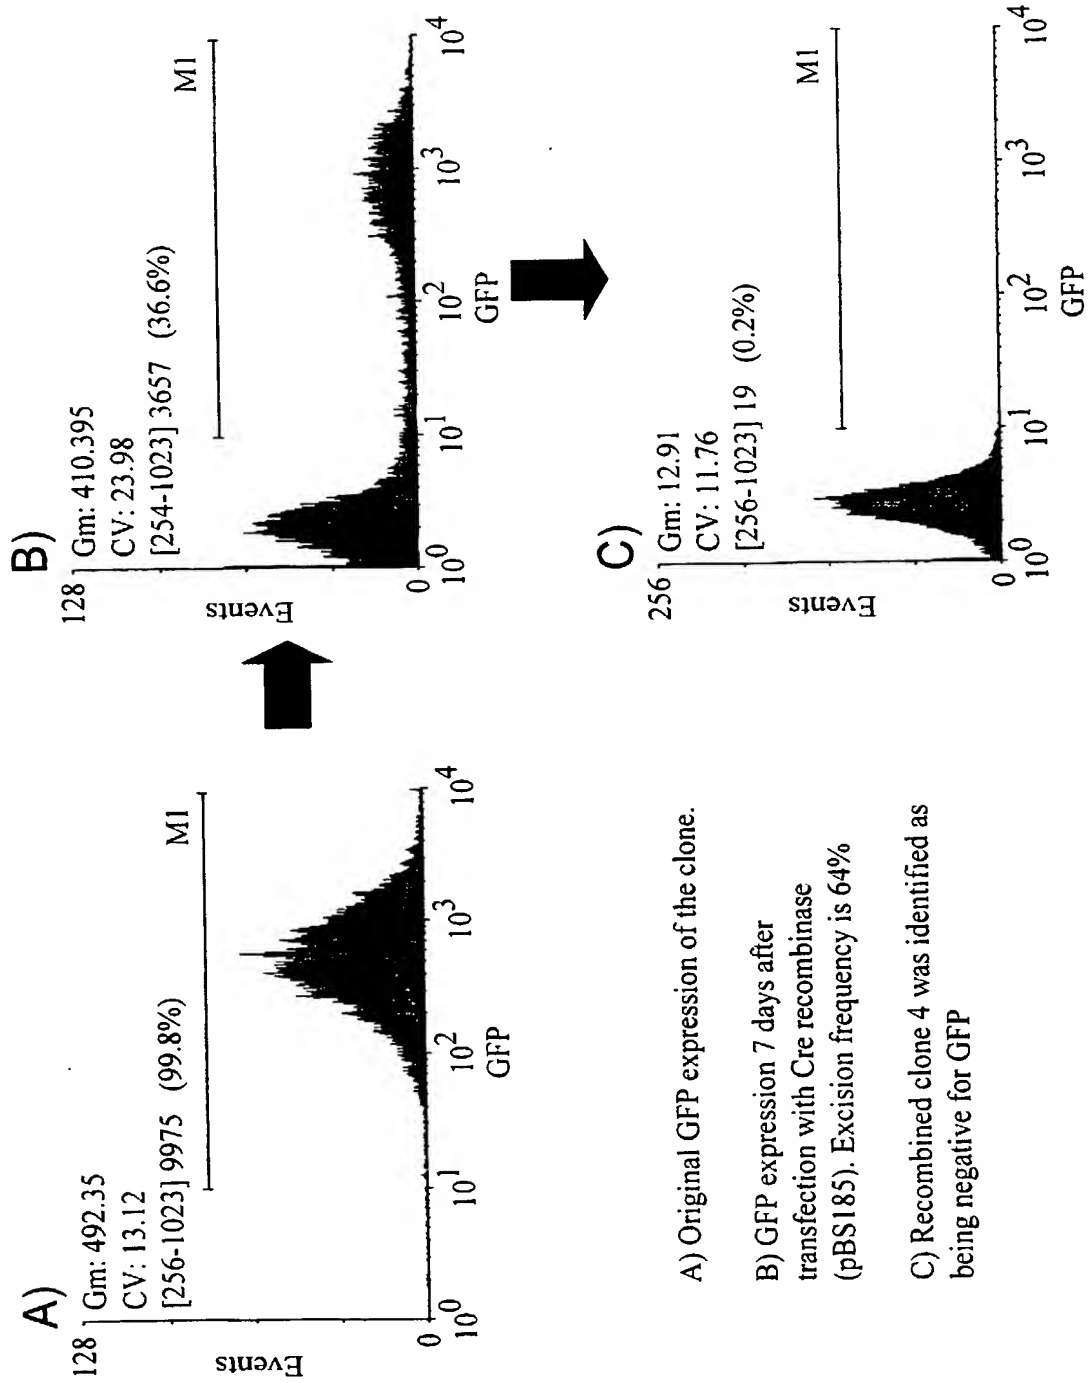 A)
128
Gm: 492.35
CV: 13.12
[256-1023] 9975 (99.8%)
M1
Events
0
10^0
10^1
10^2
10^3
10^4
GFP
B)
128
Gm: 410.395
CV: 23.98
[254-1023] 3657 (36.6%)
M1
Events
0
10^0
10^1
10^2
10^3
10^4
GFP
C)
256
Gm: 12.91
CV: 11.76
[256-1023] 19 (0.2%)
M1
Events
0
10^0
10^1
10^2
10^3
10^4
GFP
A) Original GFP expression of the clone.
B) GFP expression 7 days after
transfection with Cre recombinase
(pBS185). Excision frequency is 64%
C) Recombined clone 4 was identified as
being negative for GFP